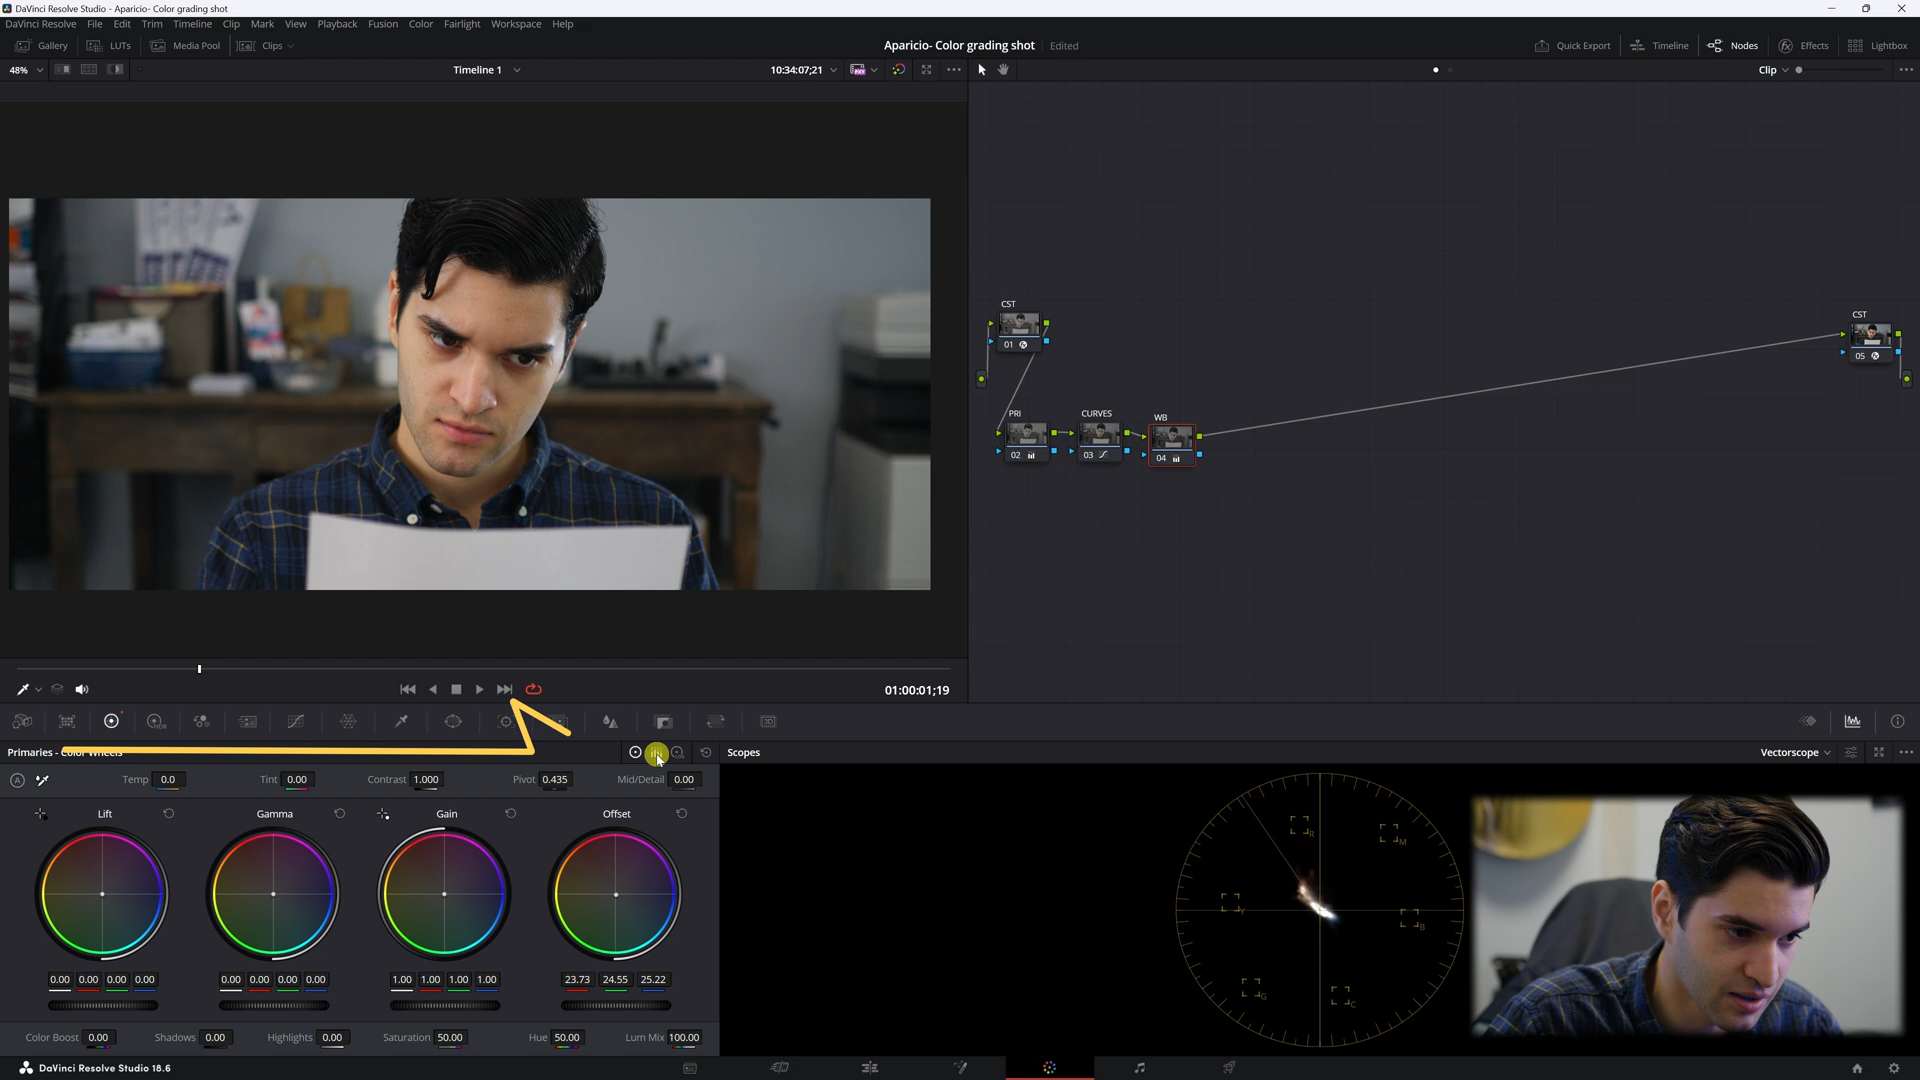 DaVinci Resolve Studio - Aparicio- Color grading shot
DaVinci Resolve File Edit Trim Timeline Clip Mark View Playback Fusion Color Fairlight Workspace Help
Gallery LUTs Media Pool Clips Aparicio- Color grading shot Edited Quick Export Timeline Nodes Effects Lightbox
48% Timeline 1 10:34:07;21 Clip
CST
01
CST
05
PRI CURVES WB
02 03 04
01:00:01;19
Primaries - Color Wheels
Scopes Vectorscope
Temp 0.0 Tint 0.00 Contrast 1.000 Pivot 0.435 Mid/Detail 0.00
Lift Gamma Gain Offset
0.00 0.00 0.00 0.00 0.00 0.00 0.00 0.00 1.00 1.00 1.00 1.00 23.73 24.55 25.22
Color Boost 0.00 Shadows 0.00 Highlights 0.00 Saturation 50.00 Hue 50.00 Lum Mix 100.00
R
M
Y
B
G
C
DaVinci Resolve Studio 18.6